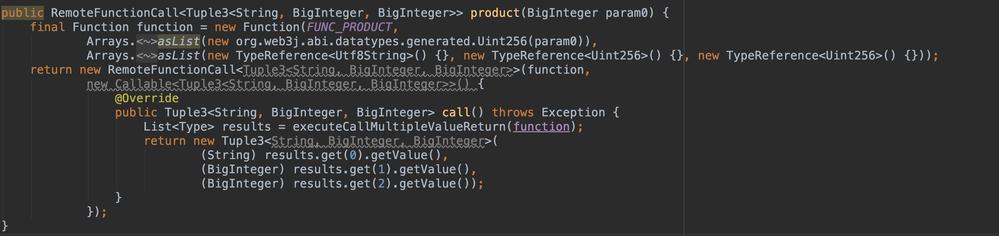 public RemoteFunctionCall<Tuple3<String, BigInteger, BigInteger>> product(BigInteger param0) {
    final Function function = new Function(FUNC_PRODUCT,
            Arrays.<~>asList(new org.web3j.abi.datatypes.generated.Uint256(param0)),
            Arrays.<~>asList(new TypeReference<Utf8String>() {}, new TypeReference<Uint256>() {}, new TypeReference<Uint256>() {}));
    return new RemoteFunctionCall<Tuple3<String, BigInteger, BigInteger>>(function,
            new Callable<Tuple3<String, BigInteger, BigInteger>>() {
                @Override
                public Tuple3<String, BigInteger, BigInteger> call() throws Exception {
                    List<Type> results = executeCallMultipleValueReturn(function);
                    return new Tuple3<String, BigInteger, BigInteger>(
                            (String) results.get(0).getValue(),
                            (BigInteger) results.get(1).getValue(),
                            (BigInteger) results.get(2).getValue());
                }
            });
}